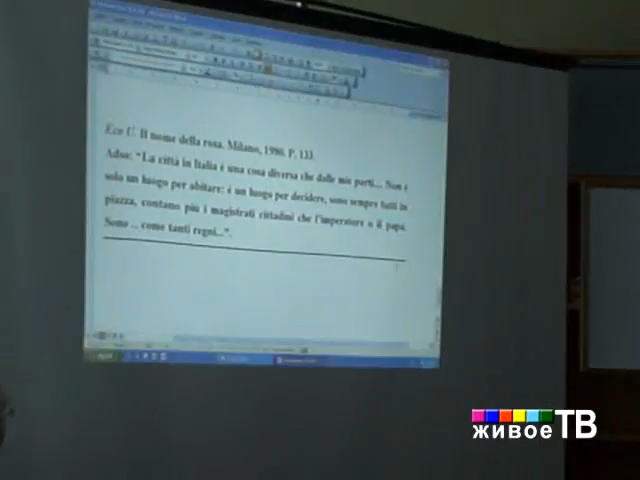 Eco U. Il nome della rosa. Milano, 1980. P. 133.
Adso: "La città in Italia è una cosa diversa che dalle mie parti... Non è
solo un luogo per abitare: è un luogo per decidere, sono sempre tutti in
piazza, contano più i magistrati cittadini che l'imperatore o il papa.
Sono ... come tanti regni...".
живое ТВ